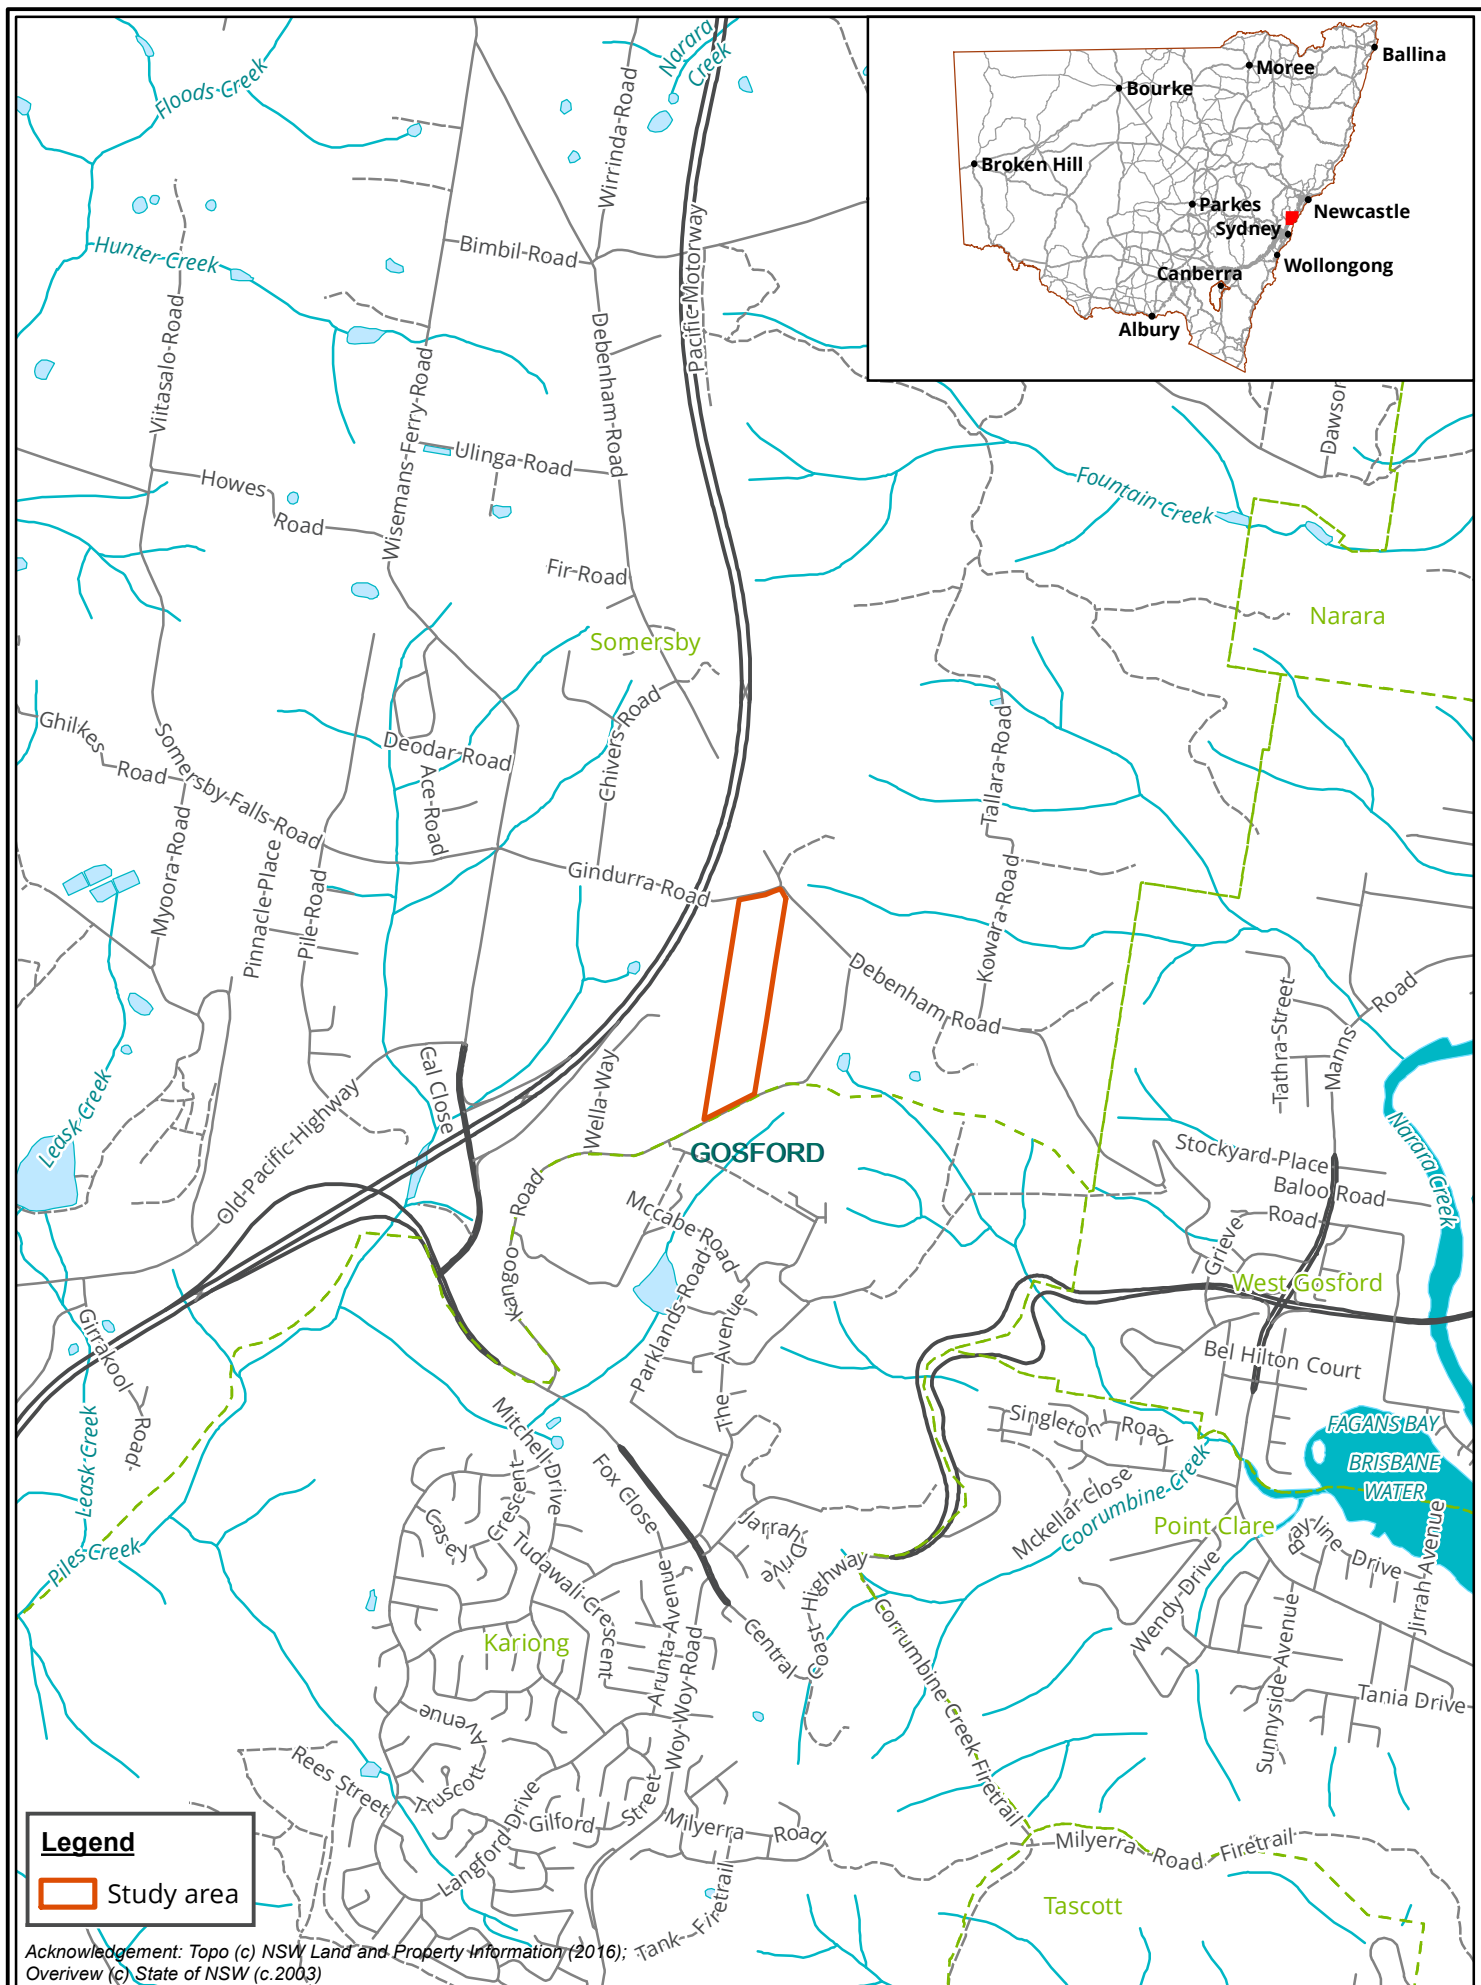 Floods Creek
Narara
Creek
Wirrinda-Road
Pacific-Motorway
Bimbil-Road
Hunter-Creek
Viitasalo-Road
Debenham-Road
Wisemans-Ferry-Road
Ulinga-Road
Howes
Road
Fir-Road
Somersby
Ballina
Moree
Bourke
Broken Hill
Parkes
Newcastle
Sydney
Wollongong
Canberra
Albury
Dawson
Fountain-Creek
Narara
Ghilkes
Road
Somersby-Falls-Road
Deodar-Road
Ace-Road
Chivers-Road
Tallara-Road
Myoora-Road
Pinnacle-Place
Pile-Road
Gindurra-Road
Kowara-Road
Debenham-Road
Tathra-Street
Manns
Road
Leask-Creek
Old-Pacific-Highway
Cal Close
Wella-Way
GOSFORD
Stockyard-Place
Baloo-Road
Road
Narara-Creek
Kangoo
Road
Mccabe-Road
Grieve
West Gosford
Girrakool
Road
Parklands-Road
The
Avenue
Bel Hilton Court
Leask-Creek
Mitchell-Drive
Singleton
Road
FAGANS BAY
BRISBANE
WATER
Crescent
Casey
Fox Close
Jarrah-Drive
Mckellar-Close
Coorumbine-Creek
Point Clare
Bay-line
Drive
Jirrah-Avenue
Piles Creek
Tudawali-Crescent
Arunta-Avenue
Central
Coast
Highway
Wendy-Drive
Kariong
Woy-Woy-Road
Corrumbine-Creek-Firetrail
Sunnyside-Avenue
Tania Drive
Avenue
Truscott
Rees Street
Langford-Drive
Gilford
Street
Milyerra
Road
Milyerra
Road
Firetrail
Tank
Firetrail
Tascott
Legend
Study area
Acknowledgement: Topo (c) NSW Land and Property Information (2016);
Overivew (c) State of NSW (c.2003)